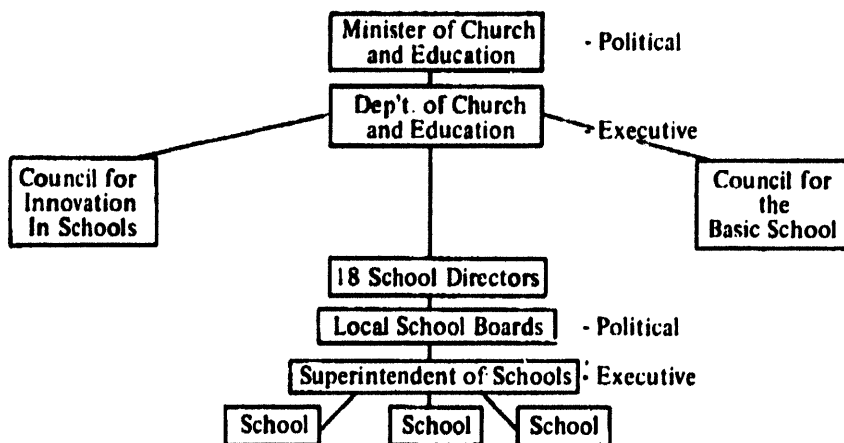 Minister of Church
and Education
- Political
Dep't. of Church
and Education
- Executive
Council for
Innovation
In Schools
Council for
the
Basic School
18 School Directors
Local School Boards
- Political
Superintendent of Schools
- Executive
School
School
School